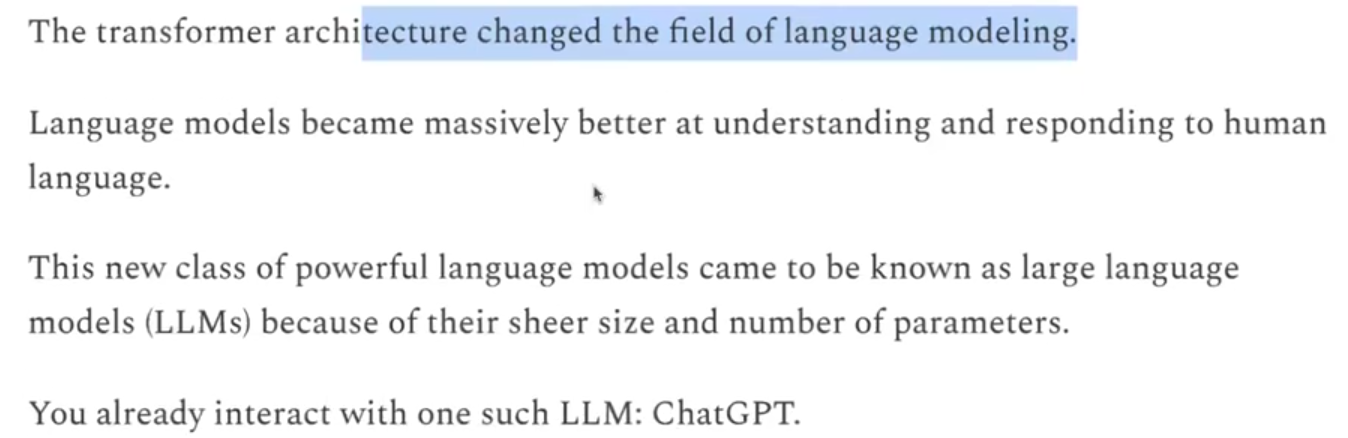 The transformer architecture changed the field of language modeling.
Language models became massively better at understanding and responding to human
language.
This new class of powerful language models came to be known as large language
models (LLMs) because of their sheer size and number of parameters.
You already interact with one such LLM: ChatGPT.